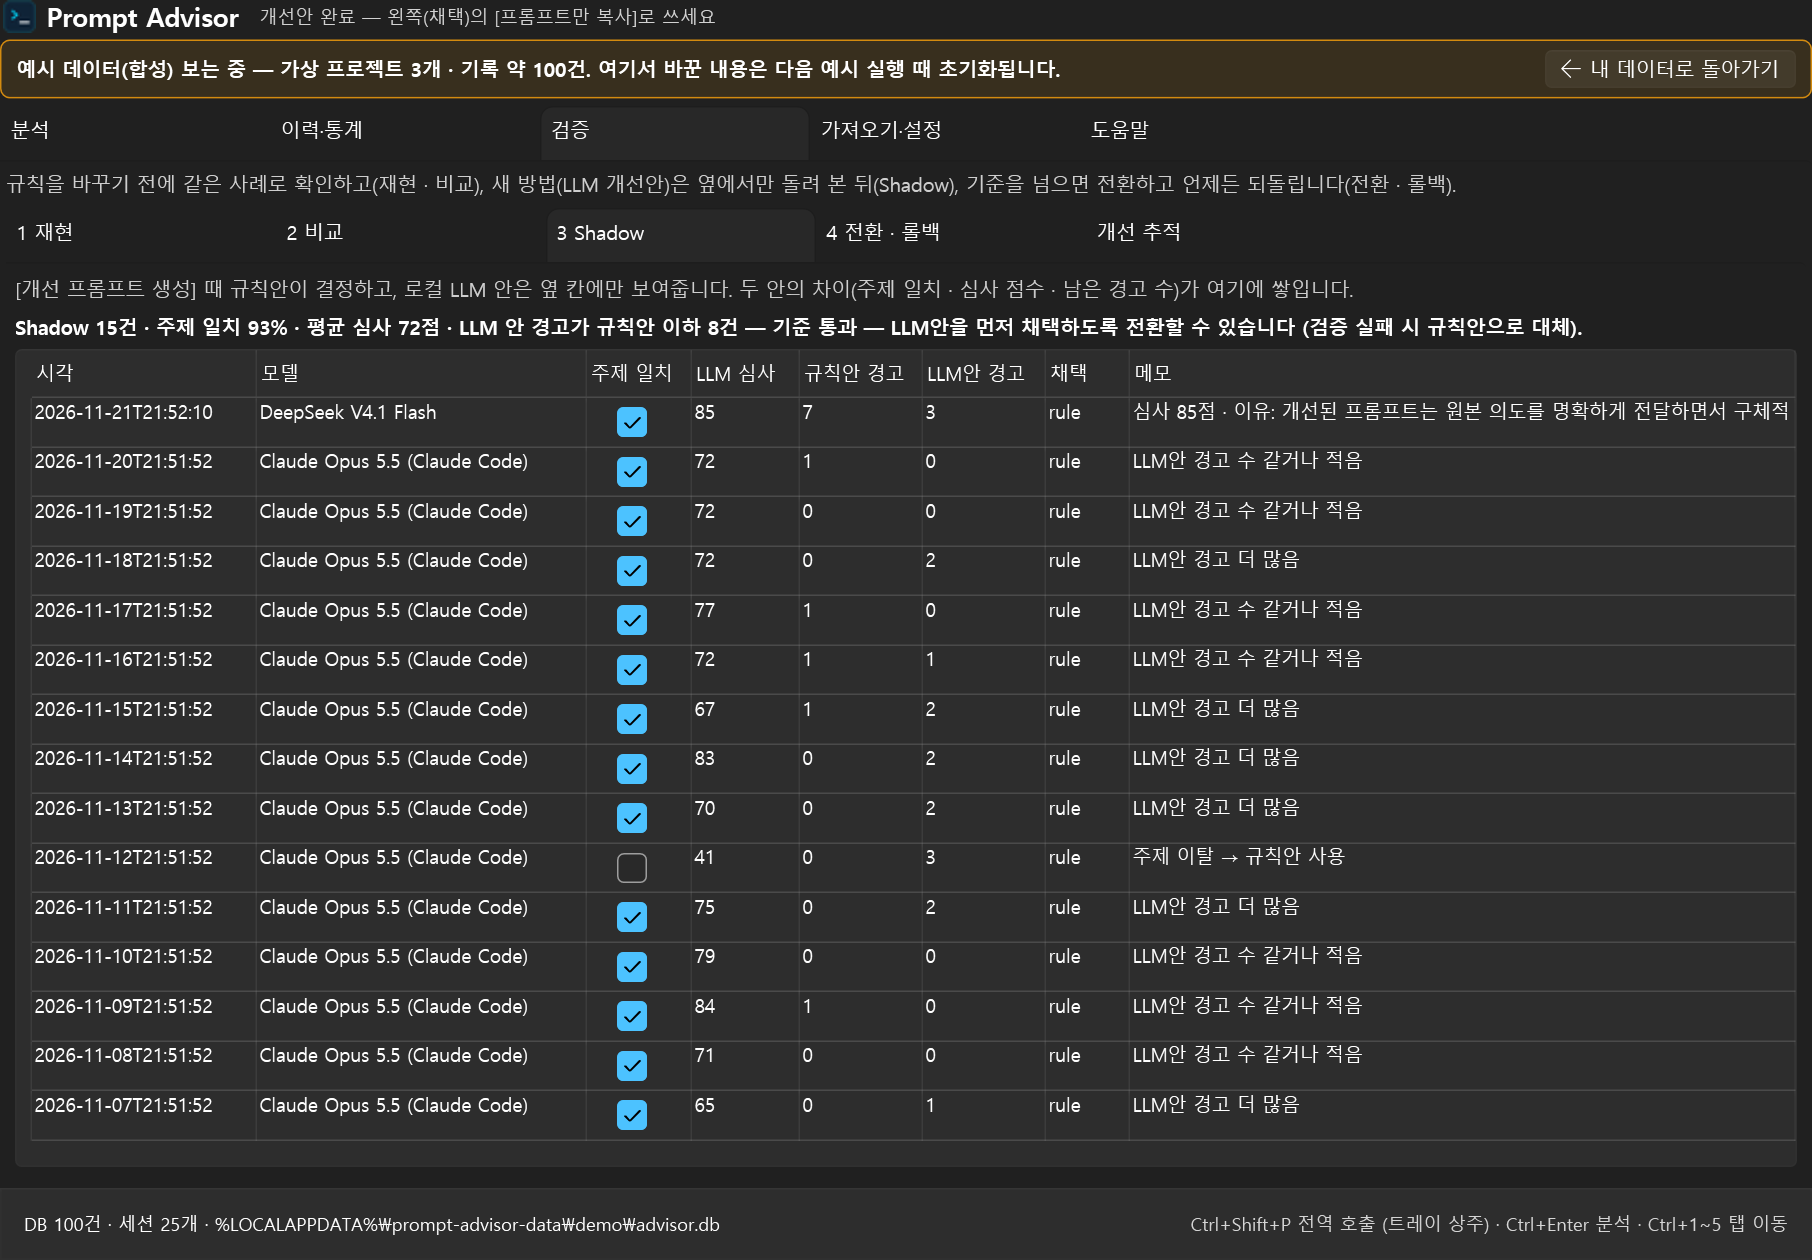 Prompt Advisor 개선안 완료 — 왼쪽(채택)의 [프롬프트만 복사]로 쓰세요
예시 데이터(합성) 보는 중 — 가상 프로젝트 3개 · 기록 약 100건. 여기서 바꾼 내용은 다음 예시 실행 때 초기화됩니다. ← 내 데이터로 돌아가기
분석 이력·통계 검증 가져오기·설정 도움말
규칙을 바꾸기 전에 같은 사례로 확인하고(재현 · 비교), 새 방법(LLM 개선안)은 옆에서만 돌려 본 뒤(Shadow), 기준을 넘으면 전환하고 언제든 되돌립니다(전환 · 롤백).
1 재현 2 비교 3 Shadow 4 전환 · 롤백 개선 추적
[개선 프롬프트 생성] 때 규칙안이 결정하고, 로컬 LLM 안은 옆 칸에만 보여줍니다. 두 안의 차이(주제 일치 · 심사 점수 · 남은 경고 수)가 여기에 쌓입니다.
Shadow 15건 · 주제 일치 93% · 평균 심사 72점 · LLM 안 경고가 규칙안 이하 8건 — 기준 통과 — LLM안을 먼저 채택하도록 전환할 수 있습니다 (검증 실패 시 규칙안으로 대체).
시각 모델 주제 일치 LLM 심사 규칙안 경고 LLM안 경고 채택 메모
2026-11-21T21:52:10 DeepSeek V4.1 Flash 85 7 3 rule 심사 85점 · 이유: 개선된 프롬프트는 원본 의도를 명확하게 전달하면서 구체적
2026-11-20T21:51:52 Claude Opus 5.5 (Claude Code) 72 1 0 rule LLM안 경고 수 같거나 적음
2026-11-19T21:51:52 Claude Opus 5.5 (Claude Code) 72 0 0 rule LLM안 경고 수 같거나 적음
2026-11-18T21:51:52 Claude Opus 5.5 (Claude Code) 72 0 2 rule LLM안 경고 더 많음
2026-11-17T21:51:52 Claude Opus 5.5 (Claude Code) 77 1 0 rule LLM안 경고 수 같거나 적음
2026-11-16T21:51:52 Claude Opus 5.5 (Claude Code) 72 1 1 rule LLM안 경고 수 같거나 적음
2026-11-15T21:51:52 Claude Opus 5.5 (Claude Code) 67 1 2 rule LLM안 경고 더 많음
2026-11-14T21:51:52 Claude Opus 5.5 (Claude Code) 83 0 2 rule LLM안 경고 더 많음
2026-11-13T21:51:52 Claude Opus 5.5 (Claude Code) 70 0 2 rule LLM안 경고 더 많음
2026-11-12T21:51:52 Claude Opus 5.5 (Claude Code) 41 0 3 rule 주제 이탈 → 규칙안 사용
2026-11-11T21:51:52 Claude Opus 5.5 (Claude Code) 75 0 2 rule LLM안 경고 더 많음
2026-11-10T21:51:52 Claude Opus 5.5 (Claude Code) 79 0 0 rule LLM안 경고 수 같거나 적음
2026-11-09T21:51:52 Claude Opus 5.5 (Claude Code) 84 1 0 rule LLM안 경고 수 같거나 적음
2026-11-08T21:51:52 Claude Opus 5.5 (Claude Code) 71 0 0 rule LLM안 경고 수 같거나 적음
2026-11-07T21:51:52 Claude Opus 5.5 (Claude Code) 65 0 1 rule LLM안 경고 더 많음
DB 100건 · 세션 25개 · %LOCALAPPDATA%₩prompt-advisor-data₩demo₩advisor.db Ctrl+Shift+P 전역 호출 (트레이 상주) · Ctrl+Enter 분석 · Ctrl+1~5 탭 이동